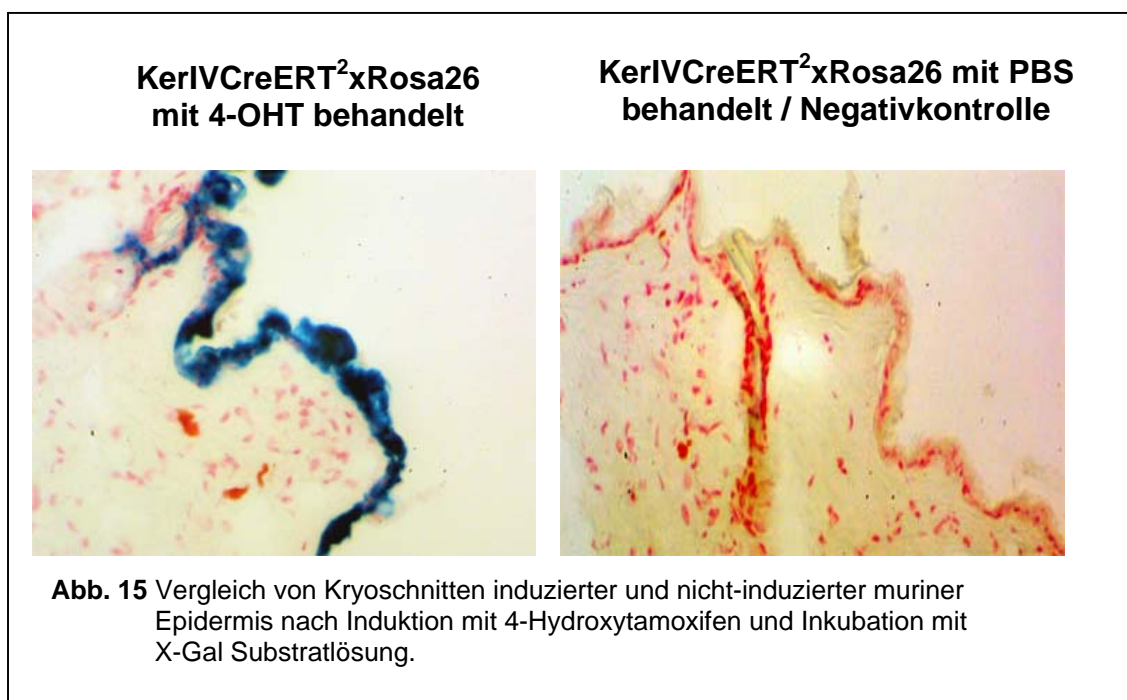 KerIVCreERT²xRosa26
mit 4-OHT behandelt
KerIVCreERT²xRosa26 mit PBS
behandelt / Negativkontrolle
Abb. 15 Vergleich von Kryoschnitten induzierter und nicht-induzierter muriner
Epidermis nach Induktion mit 4-Hydroxytamoxifen und Inkubation mit
X-Gal Substratlösung.